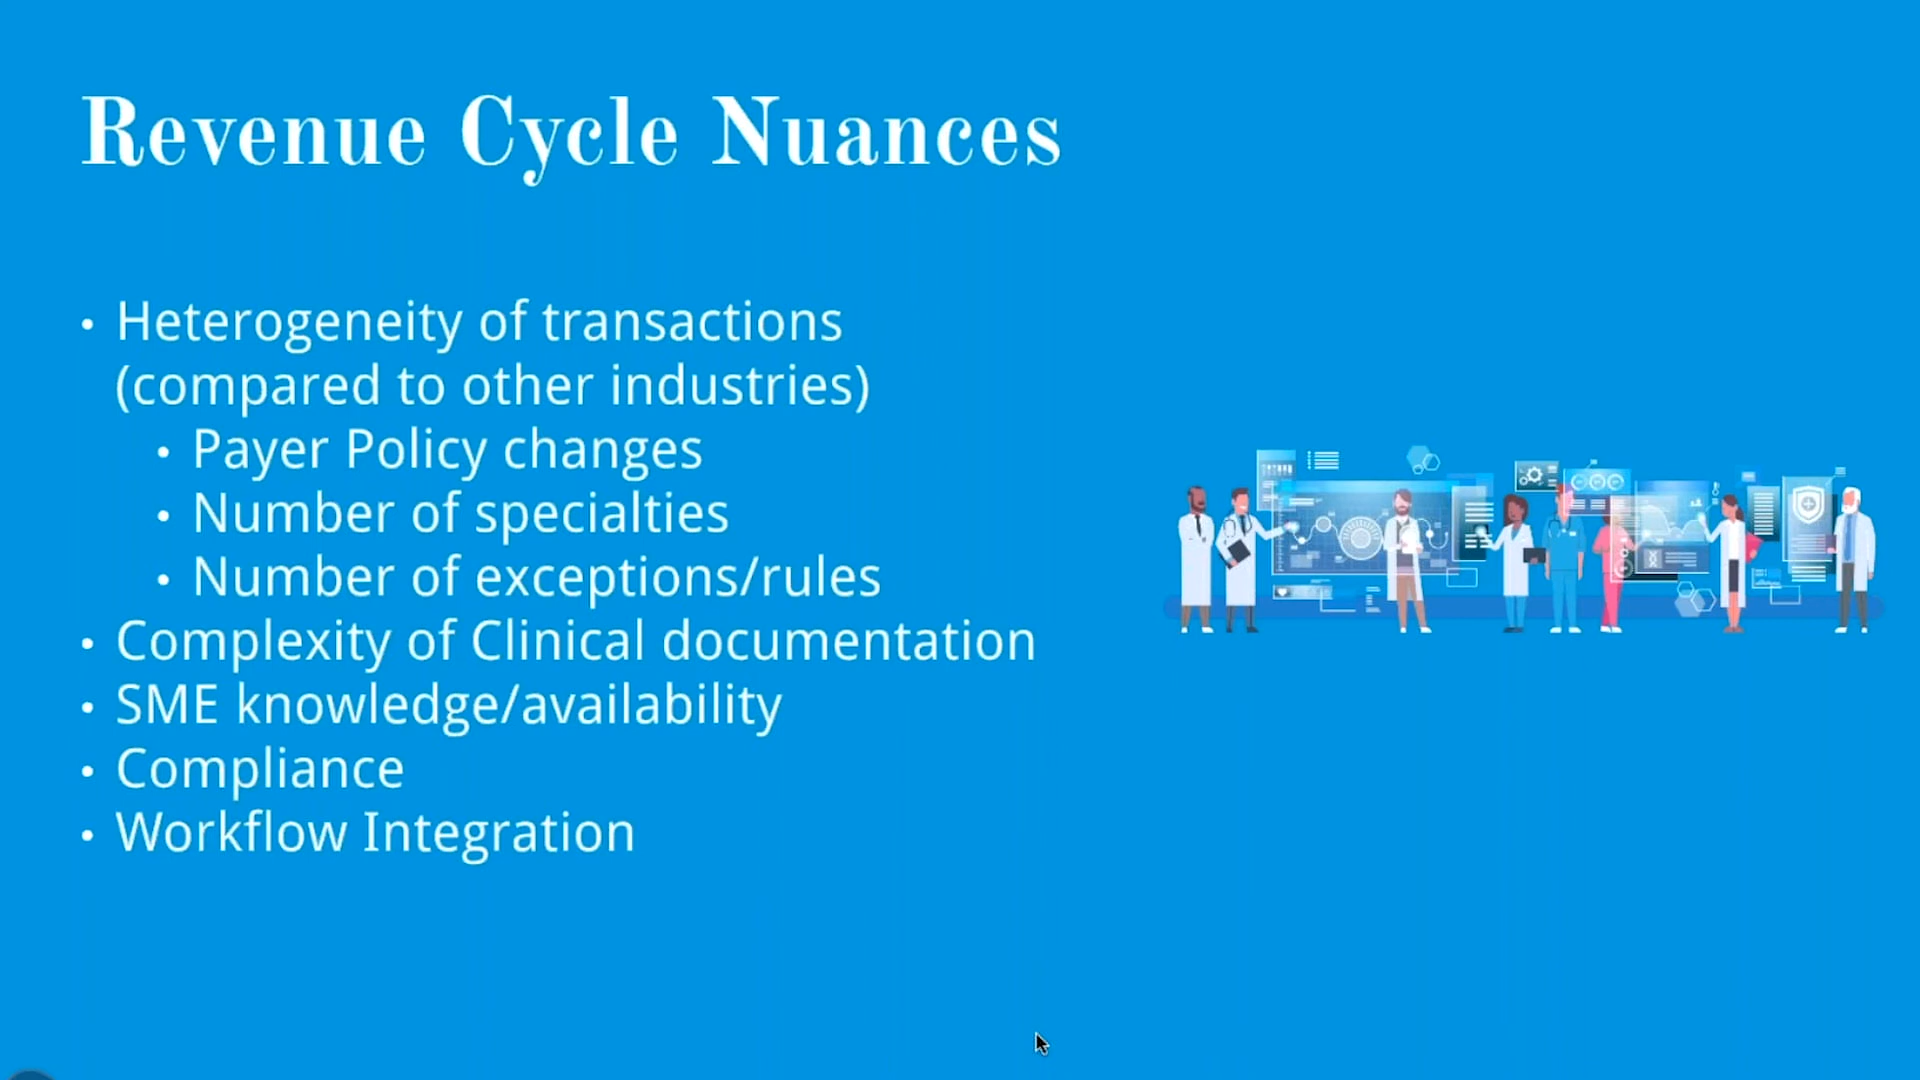 Revenue Cycle Nuances
• Heterogeneity of transactions
(compared to other industries)
• Payer Policy changes
• Number of specialties
• Number of exceptions/rules
• Complexity of Clinical documentation
• SME knowledge/availability
• Compliance
• Workflow Integration